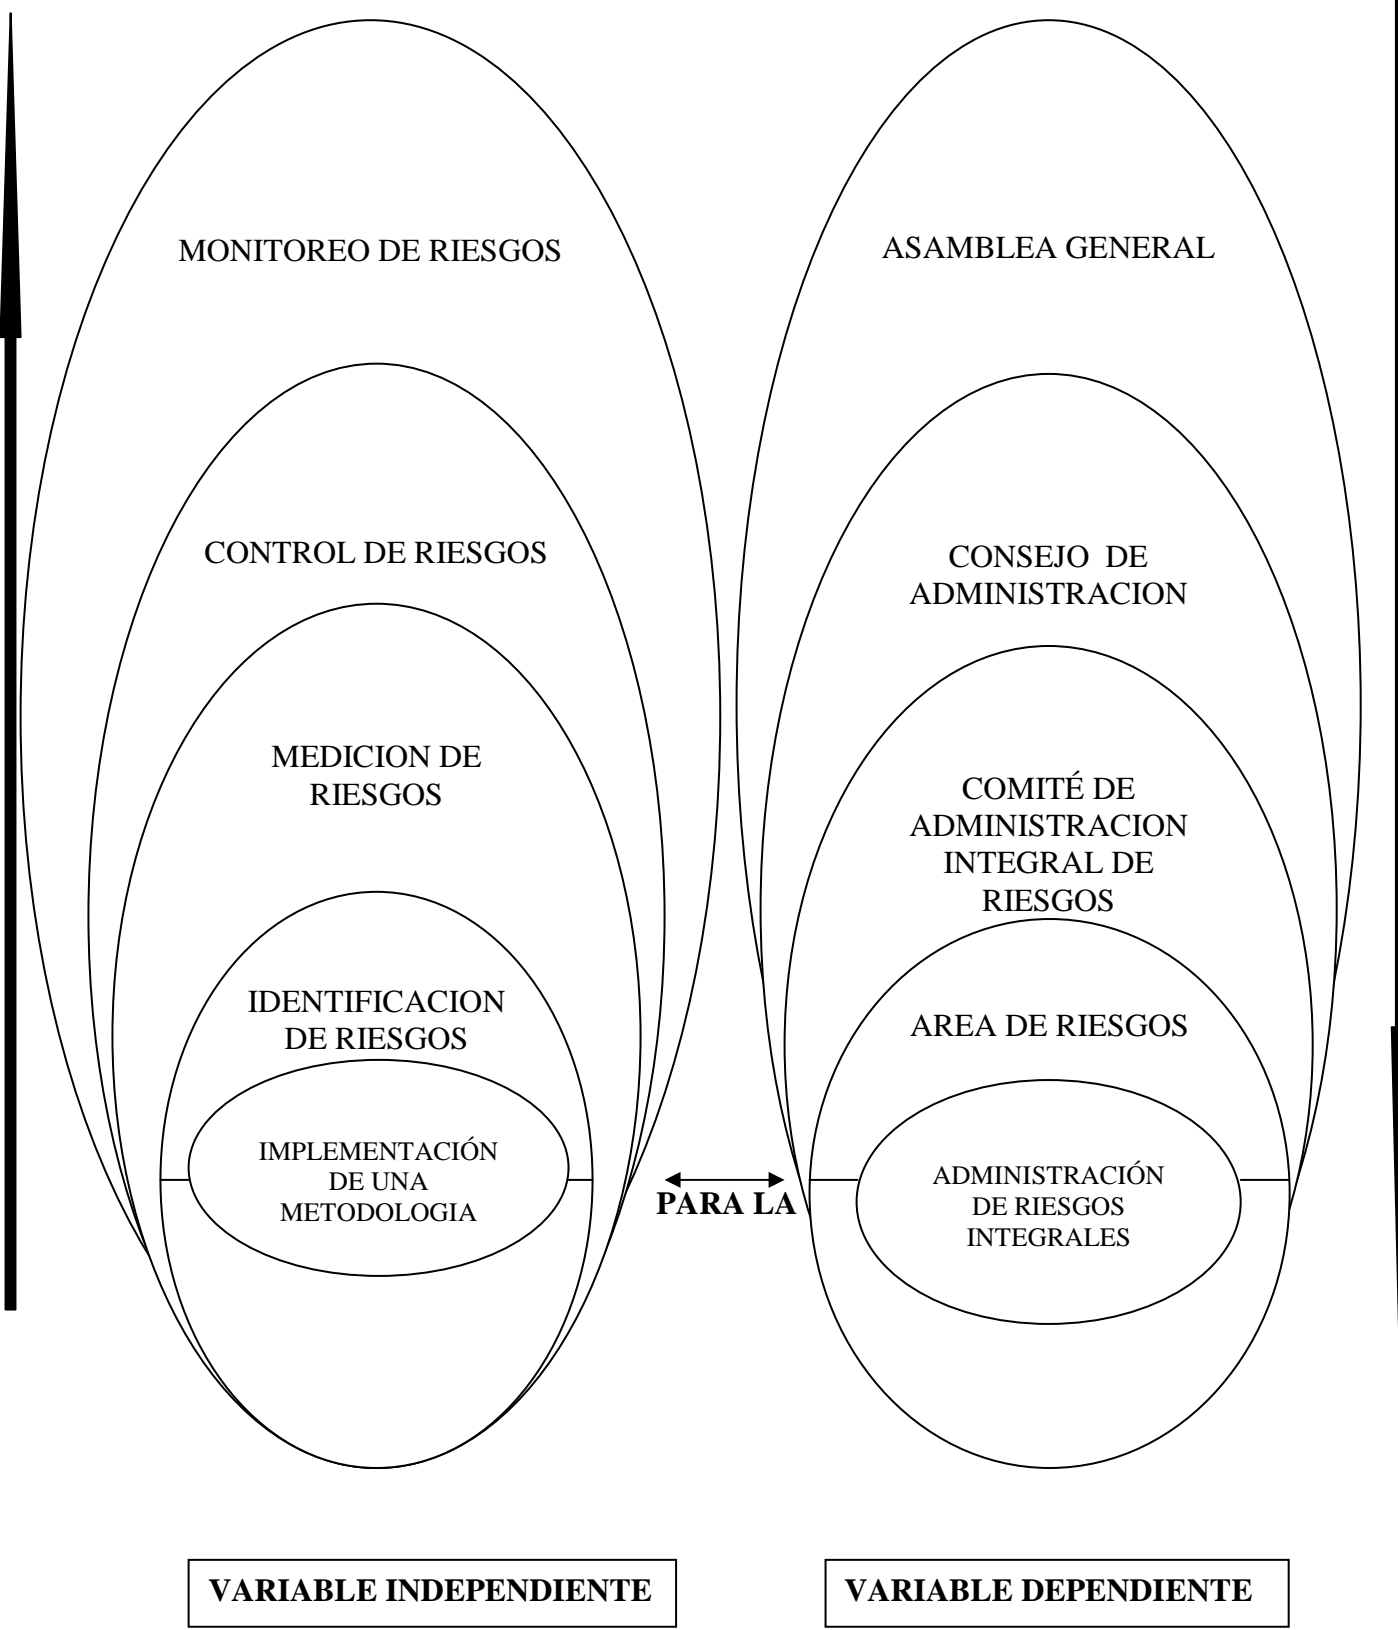 MONITOREO DE RIESGOS
CONTROL DE RIESGOS
MEDICION DE
RIESGOS
IDENTIFICACION
DE RIESGOS
IMPLEMENTACIÓN
DE UNA
METODOLOGIA
PARA LA
ASAMBLEA GENERAL
CONSEJO DE
ADMINISTRACION
COMITÉ DE
ADMINISTRACION
INTEGRAL DE
RIESGOS
AREA DE RIESGOS
ADMINISTRACIÓN
DE RIESGOS
INTEGRALES
VARIABLE INDEPENDIENTE
VARIABLE DEPENDIENTE